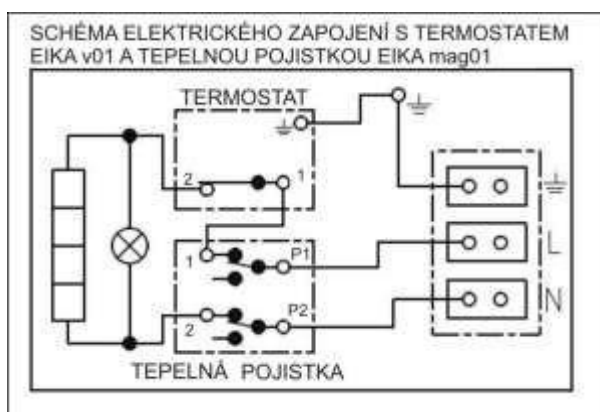 SCHÉMA ELEKTRICKÉHO ZAPOJENÍ S TERMOSTATEM
EIKA v01 A TEPELNOU POJISTKOU EIKA mag01
TERMOSTAT
2 1
1 P1
L
2 P2
N
TEPELNÁ POJISTKA